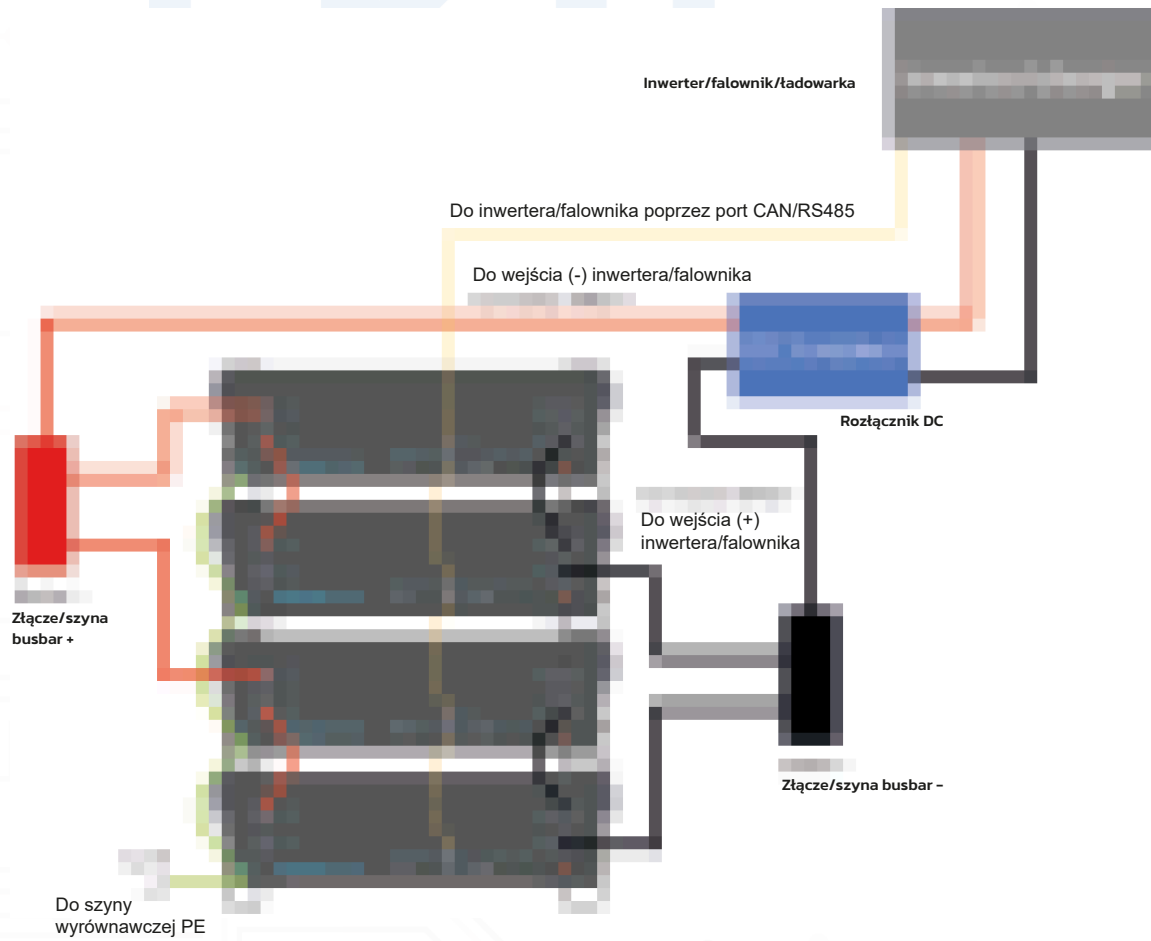 Inwerter/falownik/ładowarka
Do inwertera/falownika poprzez port CAN/RS485
Do wejścia (-) inwertera/falownika
Rozłącznik DC
Do wejścia (+)
inwertera/falownika
Złącze/szyna
busbar +
Złącze/szyna busbar -
Do szyny
wyrównawczej PE